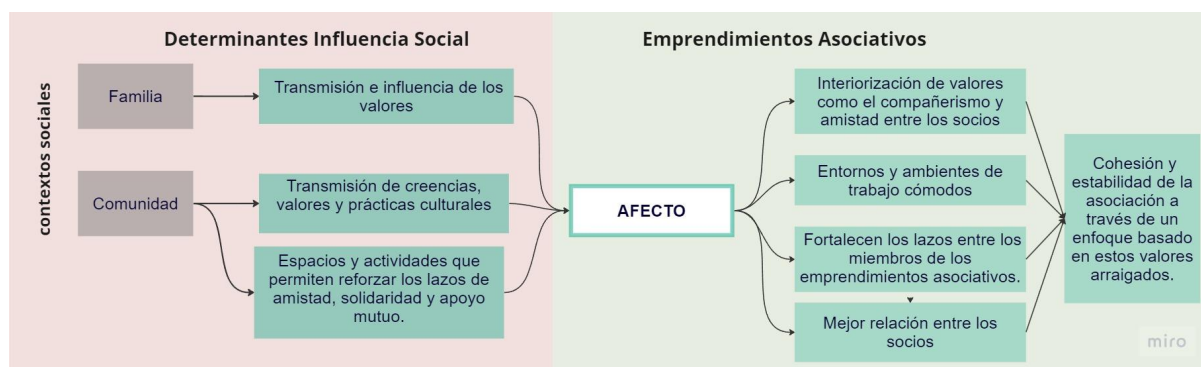 Determinantes Influencia Social
Emprendimientos Asociativos
contextos sociales
Familia
Transmisión e influencia de los
valores
Comunidad
Transmisión de creencias,
valores y prácticas culturales
Espacios y actividades que
permiten reforzar los lazos de
amistad, solidaridad y apoyo
mutuo.
AFECTO
Interiorización de valores
como el compañerismo y
amistad entre los socios
Entornos y ambientes de
trabajo cómodos
Fortalecen los lazos entre los
miembros de los
emprendimientos asociativos.
Mejor relación entre los
socios
Cohesión y
estabilidad de la
asociación a
través de un
enfoque basado
en estos valores
arraigados.
miro